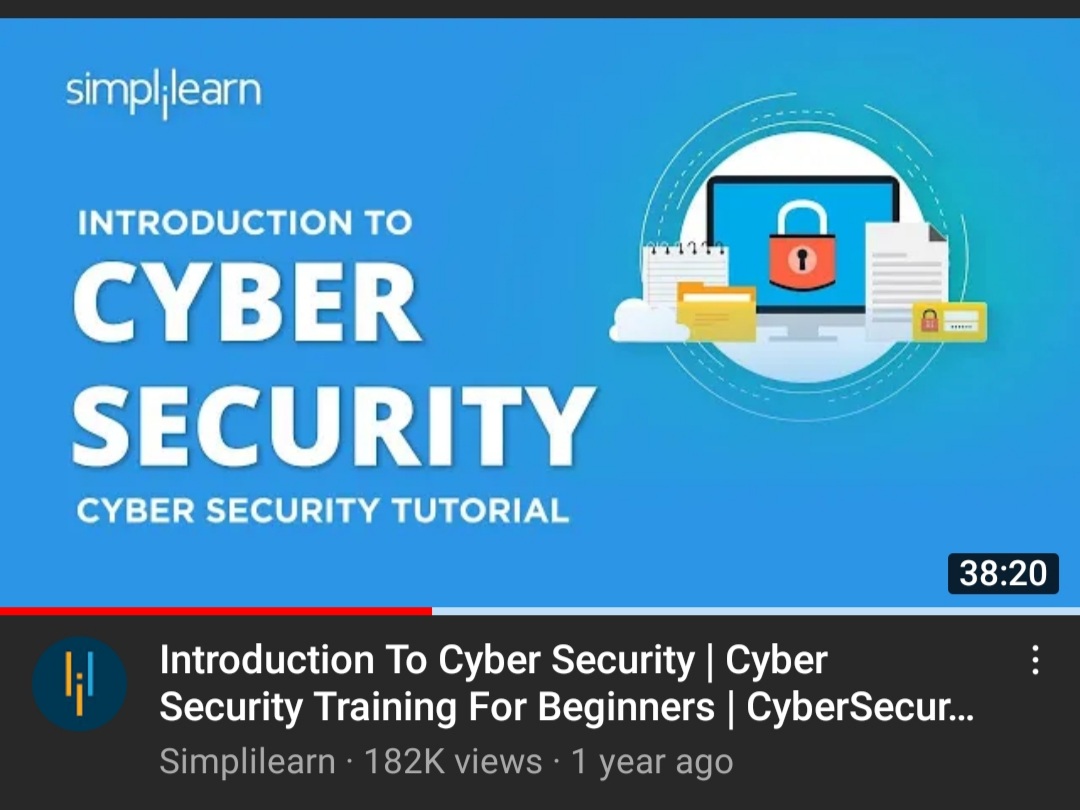 simplilearn
INTRODUCTION TO
CYBER
SECURITY
CYBER SECURITY TUTORIAL
38:20
Introduction To Cyber Security | Cyber
Security Training For Beginners | CyberSecur...
Simplilearn · 182K views · 1 year ago